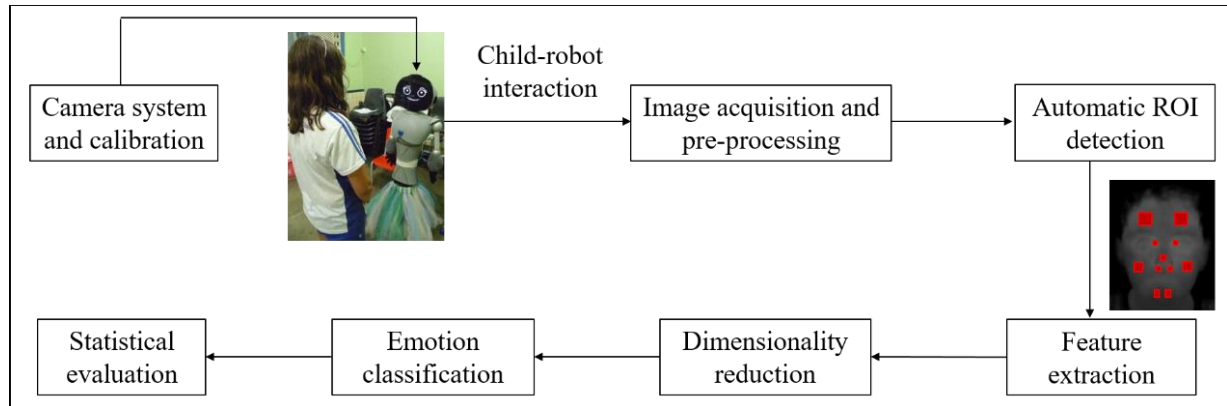 Camera system
and calibration
Child-robot
interaction
Image acquisition and
pre-processing
Automatic ROI
detection
Feature
extraction
Dimensionality
reduction
Emotion
classification
Statistical
evaluation